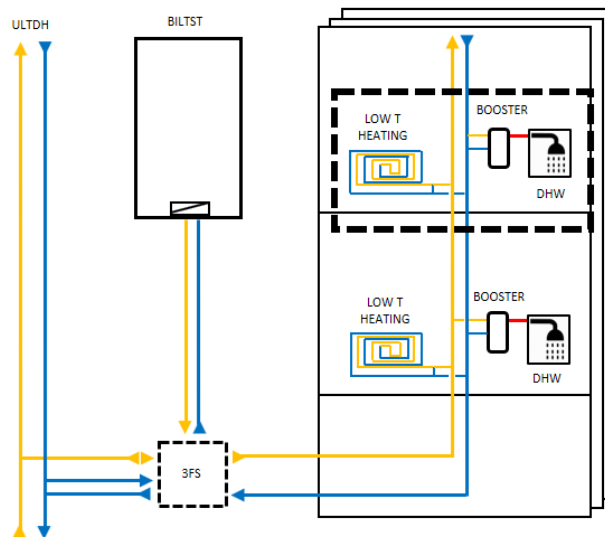 ULTDH
BILTST
LOW T
HEATING
BOOSTER
DHW
LOW T
HEATING
BOOSTER
DHW
3FS